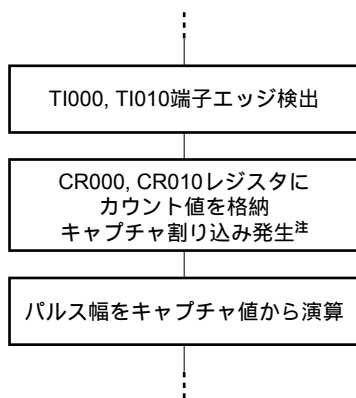 TI000, TI010端子エッジ検出
CR000, CR010レジスタに
カウント値を格納
キャプチャ割り込み発生注
パルス幅をキャプチャ値から演算